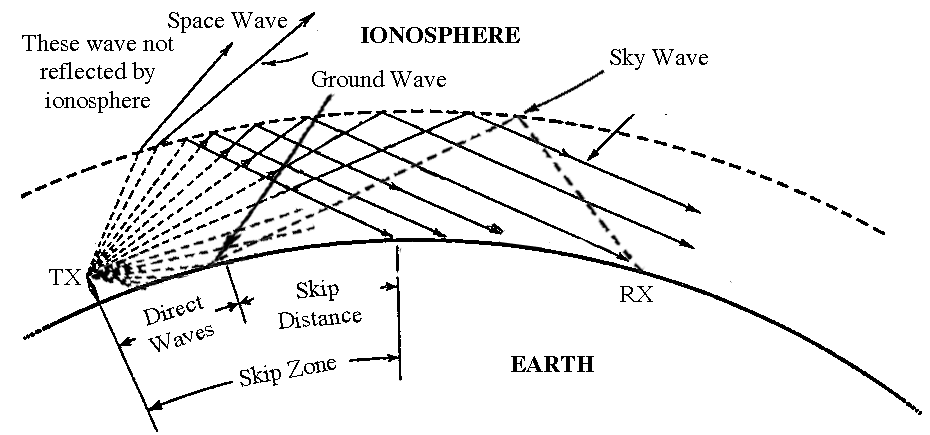 Space Wave
IONOSPHERE
These wave not
reflected by
ionosphere
Ground Wave
Sky Wave
TX
RX
Direct
Waves
Skip
Distance
Skip Zone
EARTH